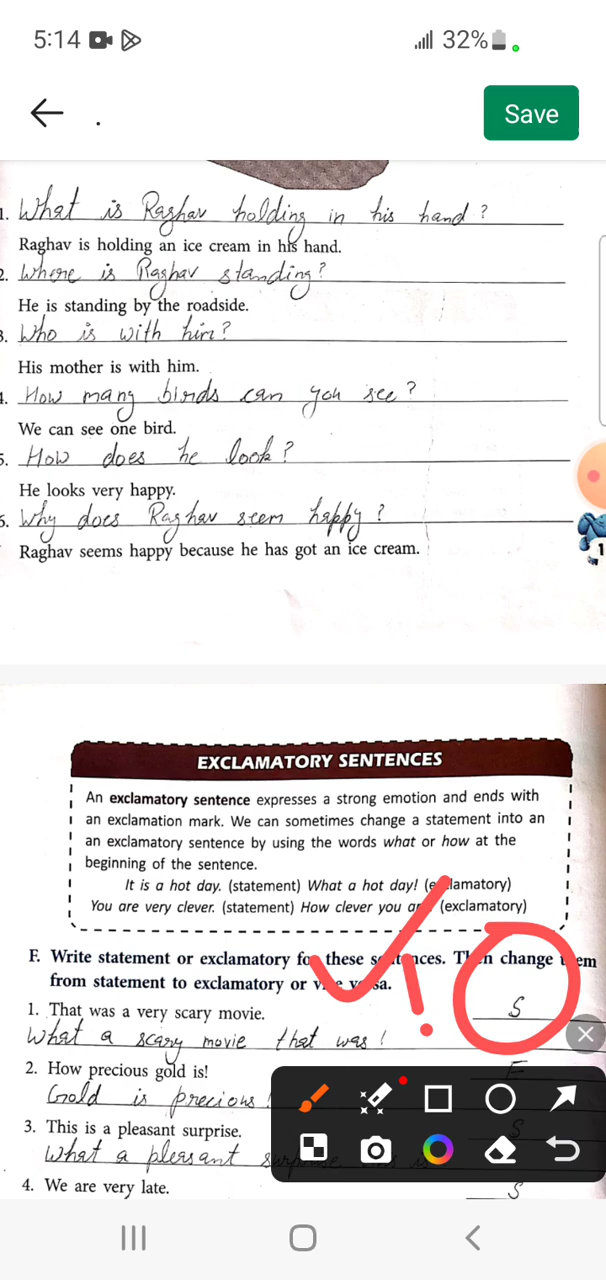 5:14 32%
Save
1. What is Raghav holding in his hand?
Raghav is holding an ice cream in his hand.
2. Where is Raghav standing?
He is standing by the roadside.
3. Who is with him?
His mother is with him.
4. How many birds can you see?
We can see one bird.
5. How does he look?
He looks very happy.
6. Why does Raghav seem happy?
Raghav seems happy because he has got an ice cream.
1
EXCLAMATORY SENTENCES
An exclamatory sentence expresses a strong emotion and ends with
an exclamation mark. We can sometimes change a statement into an
an exclamatory sentence by using the words what or how at the
beginning of the sentence.
It is a hot day. (statement) What a hot day! (exclamatory)
You are very clever. (statement) How clever you (exclamatory)
F. Write statement or exclamatory for these sentences. Then change them
from statement to exclamatory or vice versa.
1. That was a very scary movie. S
What a scary movie that was!
2. How precious gold is!
Gold is precious
3. This is a pleasant surprise. S
What a pleasant
4. We are very late. S